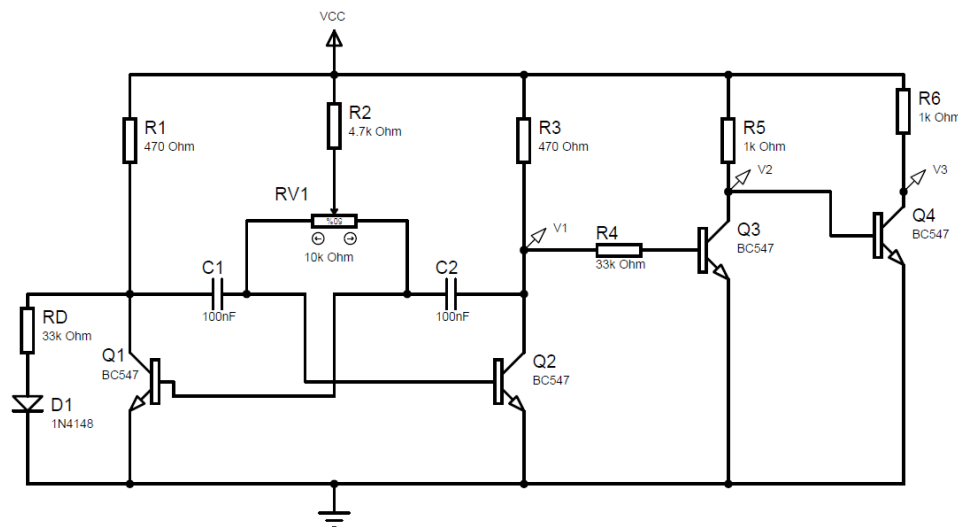 VCC
R1
470 Ohm
R2
4.7k Ohm
R3
470 Ohm
R5
1k Ohm
R6
1k Ohm
RV1
50%
10k Ohm
V1
V2
V3
R4
33k Ohm
Q3
BC547
Q4
BC547
C1
100nF
C2
100nF
RD
33k Ohm
Q1
BC547
Q2
BC547
D1
1N4148